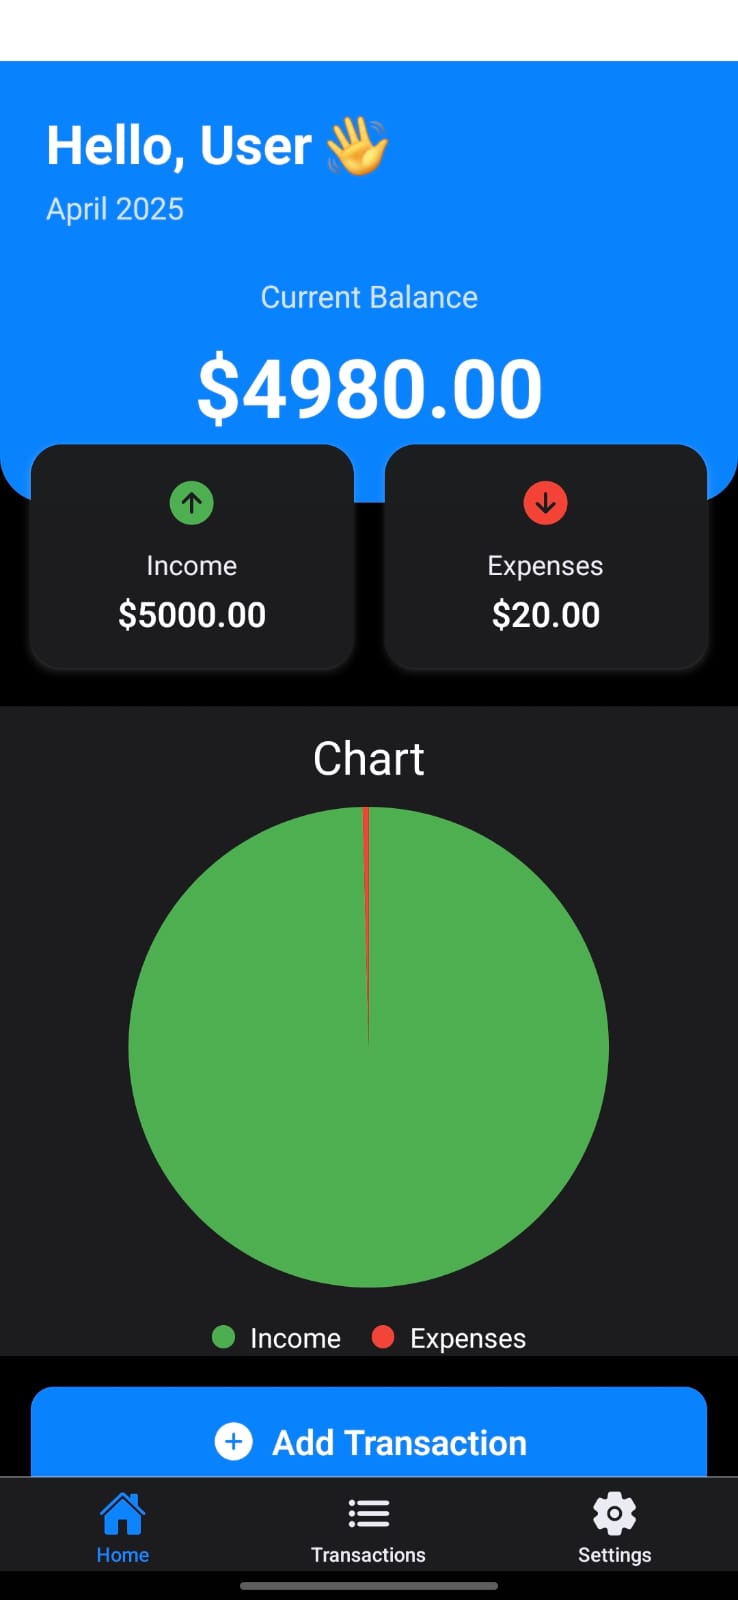 Hello, User 👋
April 2025
Current Balance
$4980.00
Income
$5000.00
Expenses
$20.00
Chart
Income
Expenses
Add Transaction
Home
Transactions
Settings